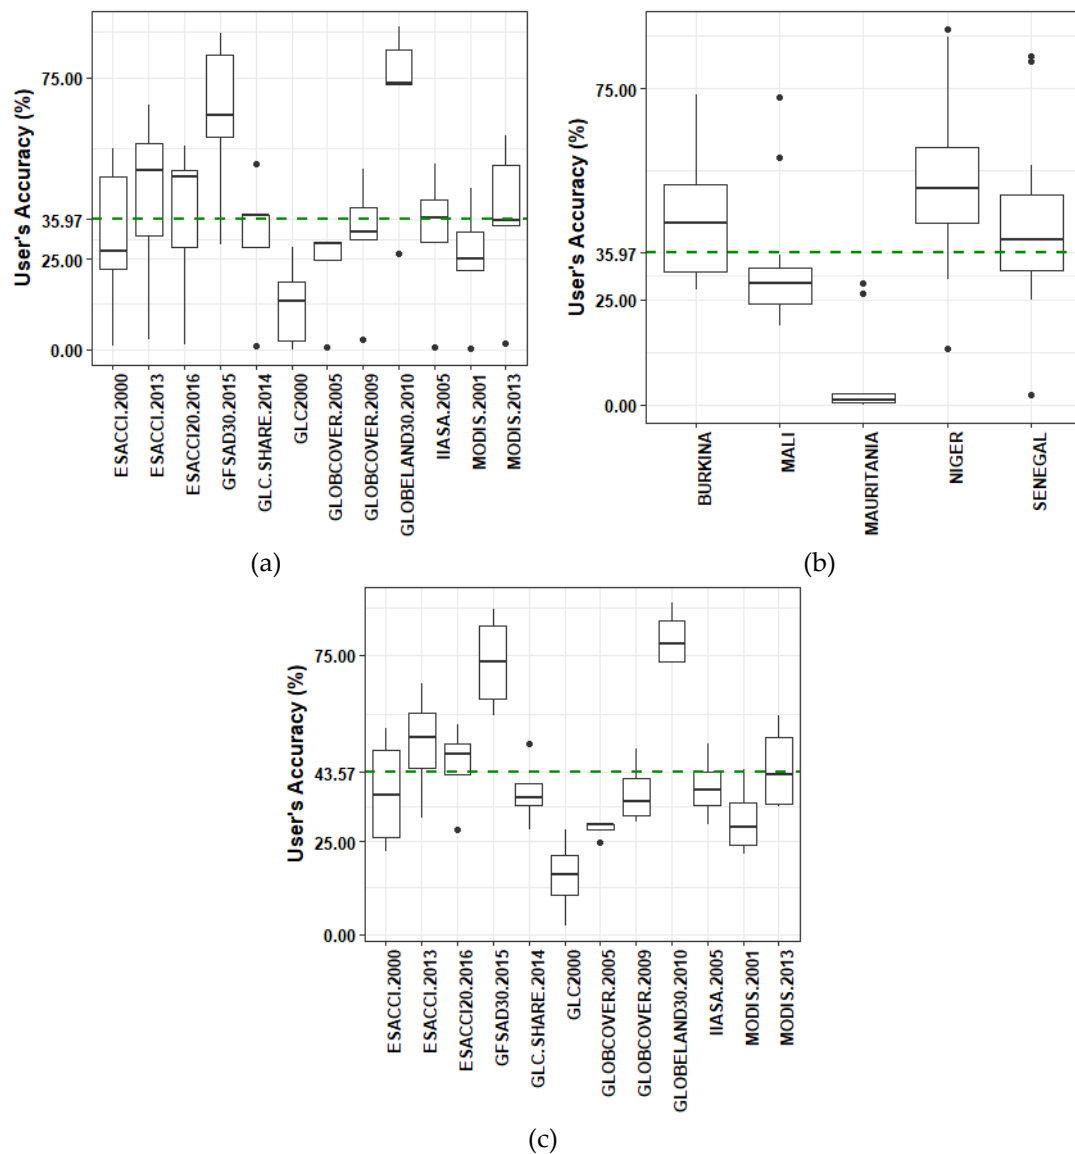 User's Accuracy (%)
75.00
35.97
25.00
0.00
ESACCI.2000
ESACCI.2013
ESACCI20.2016
GFSAD30.2015
GLC.SHARE.2014
GLC2000
GLOBCOVER.2005
GLOBCOVER.2009
GLOBELAND30.2010
IIASA.2005
MODIS.2001
MODIS.2013
(a)
User's Accuracy (%)
75.00
35.97
25.00
0.00
BURKINA
MALI
MAURITEANIA
NIGER
SENEGAL
(b)
User's Accuracy (%)
75.00
43.57
25.00
0.00
ESACCI.2000
ESACCI.2013
ESACCI20.2016
GFSAD30.2015
GLC.SHARE.2014
GLC2000
GLOBCOVER.2005
GLOBCOVER.2009
GLOBELAND30.2010
IIASA.2005
MODIS.2001
MODIS.2013
(c)